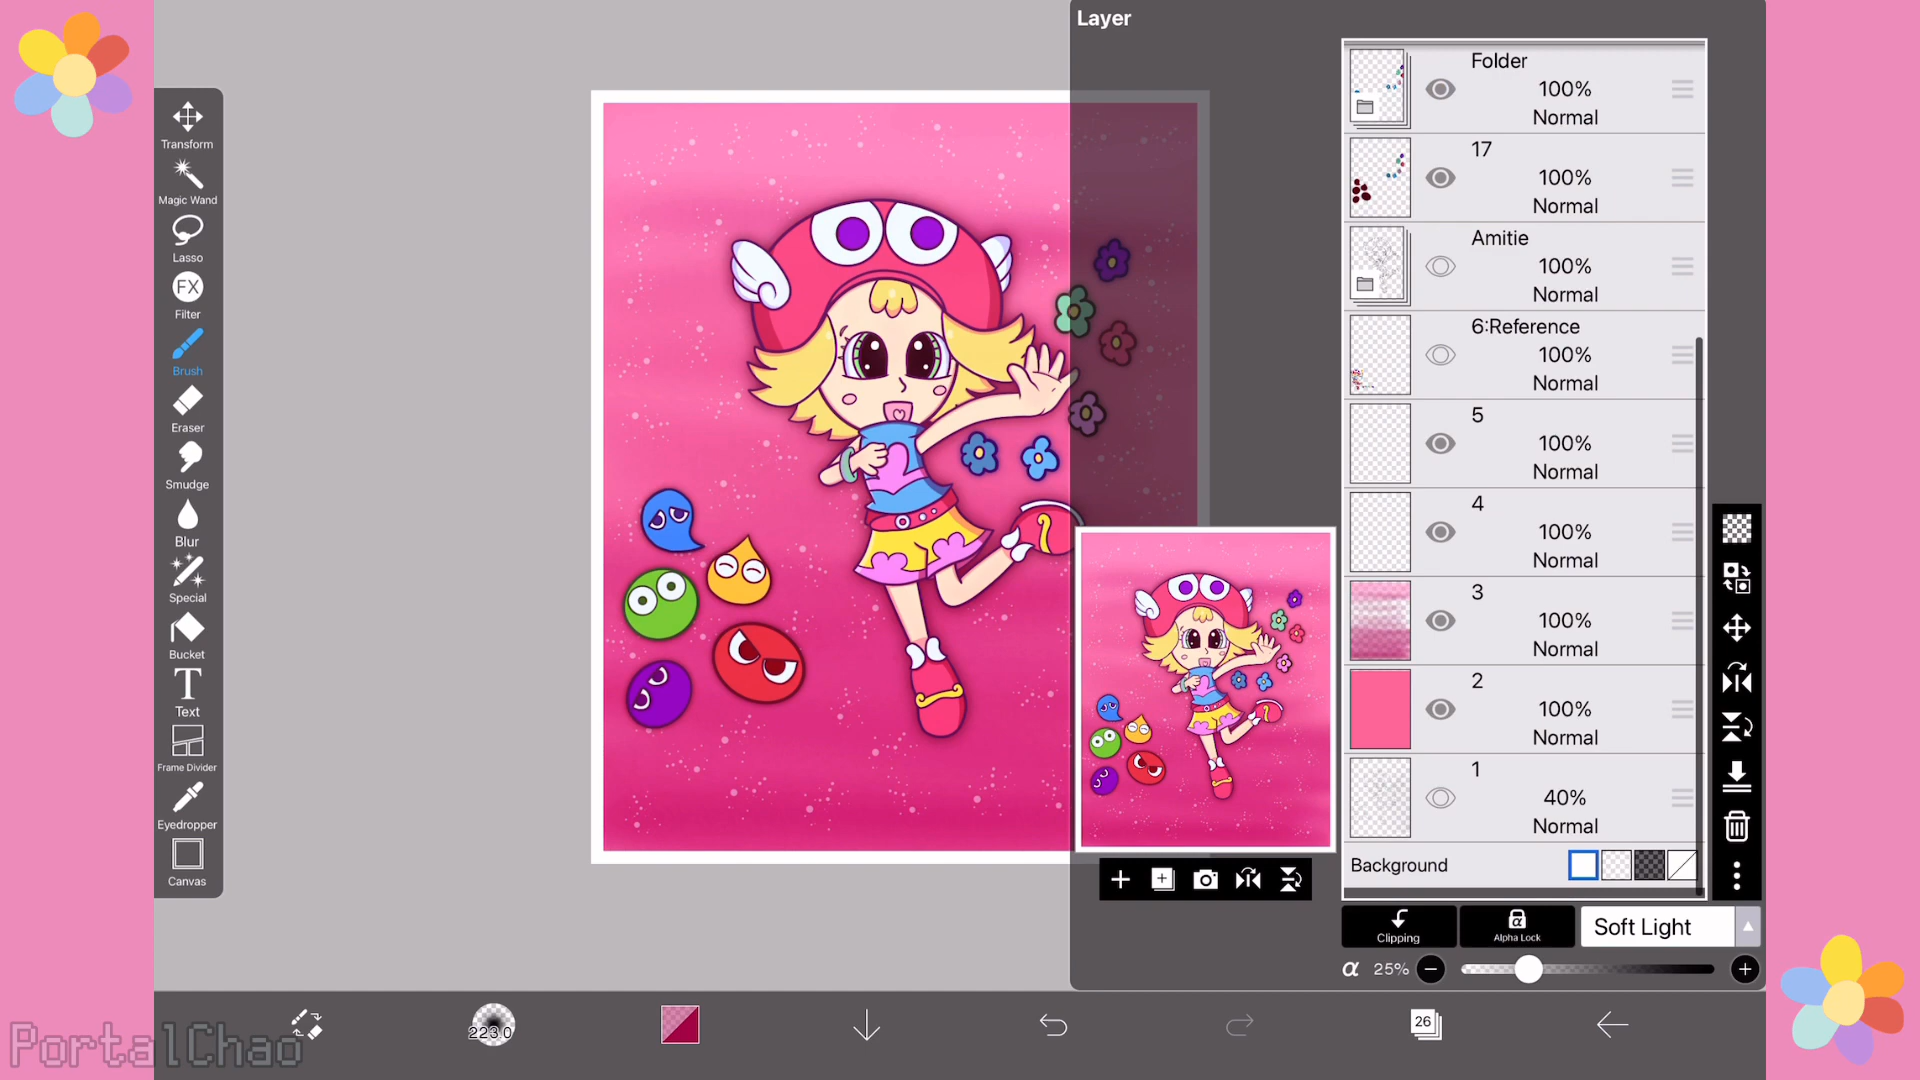 Layer
Transform
Magic Wand
Lasso
FX
Filter
Brush
Eraser
Smudge
Blur
Special
Bucket
T
Text
Frame Divider
Eyedropper
Canvas
Folder
100%
Normal
17
100%
Normal
Amitie
100%
Normal
6:Reference
100%
Normal
5
100%
Normal
4
100%
Normal
3
100%
Normal
2
100%
Normal
1
40%
Normal
Background
Clipping
α
Alpha Lock
Soft Light
α 25%
223.0
26
PortalChao